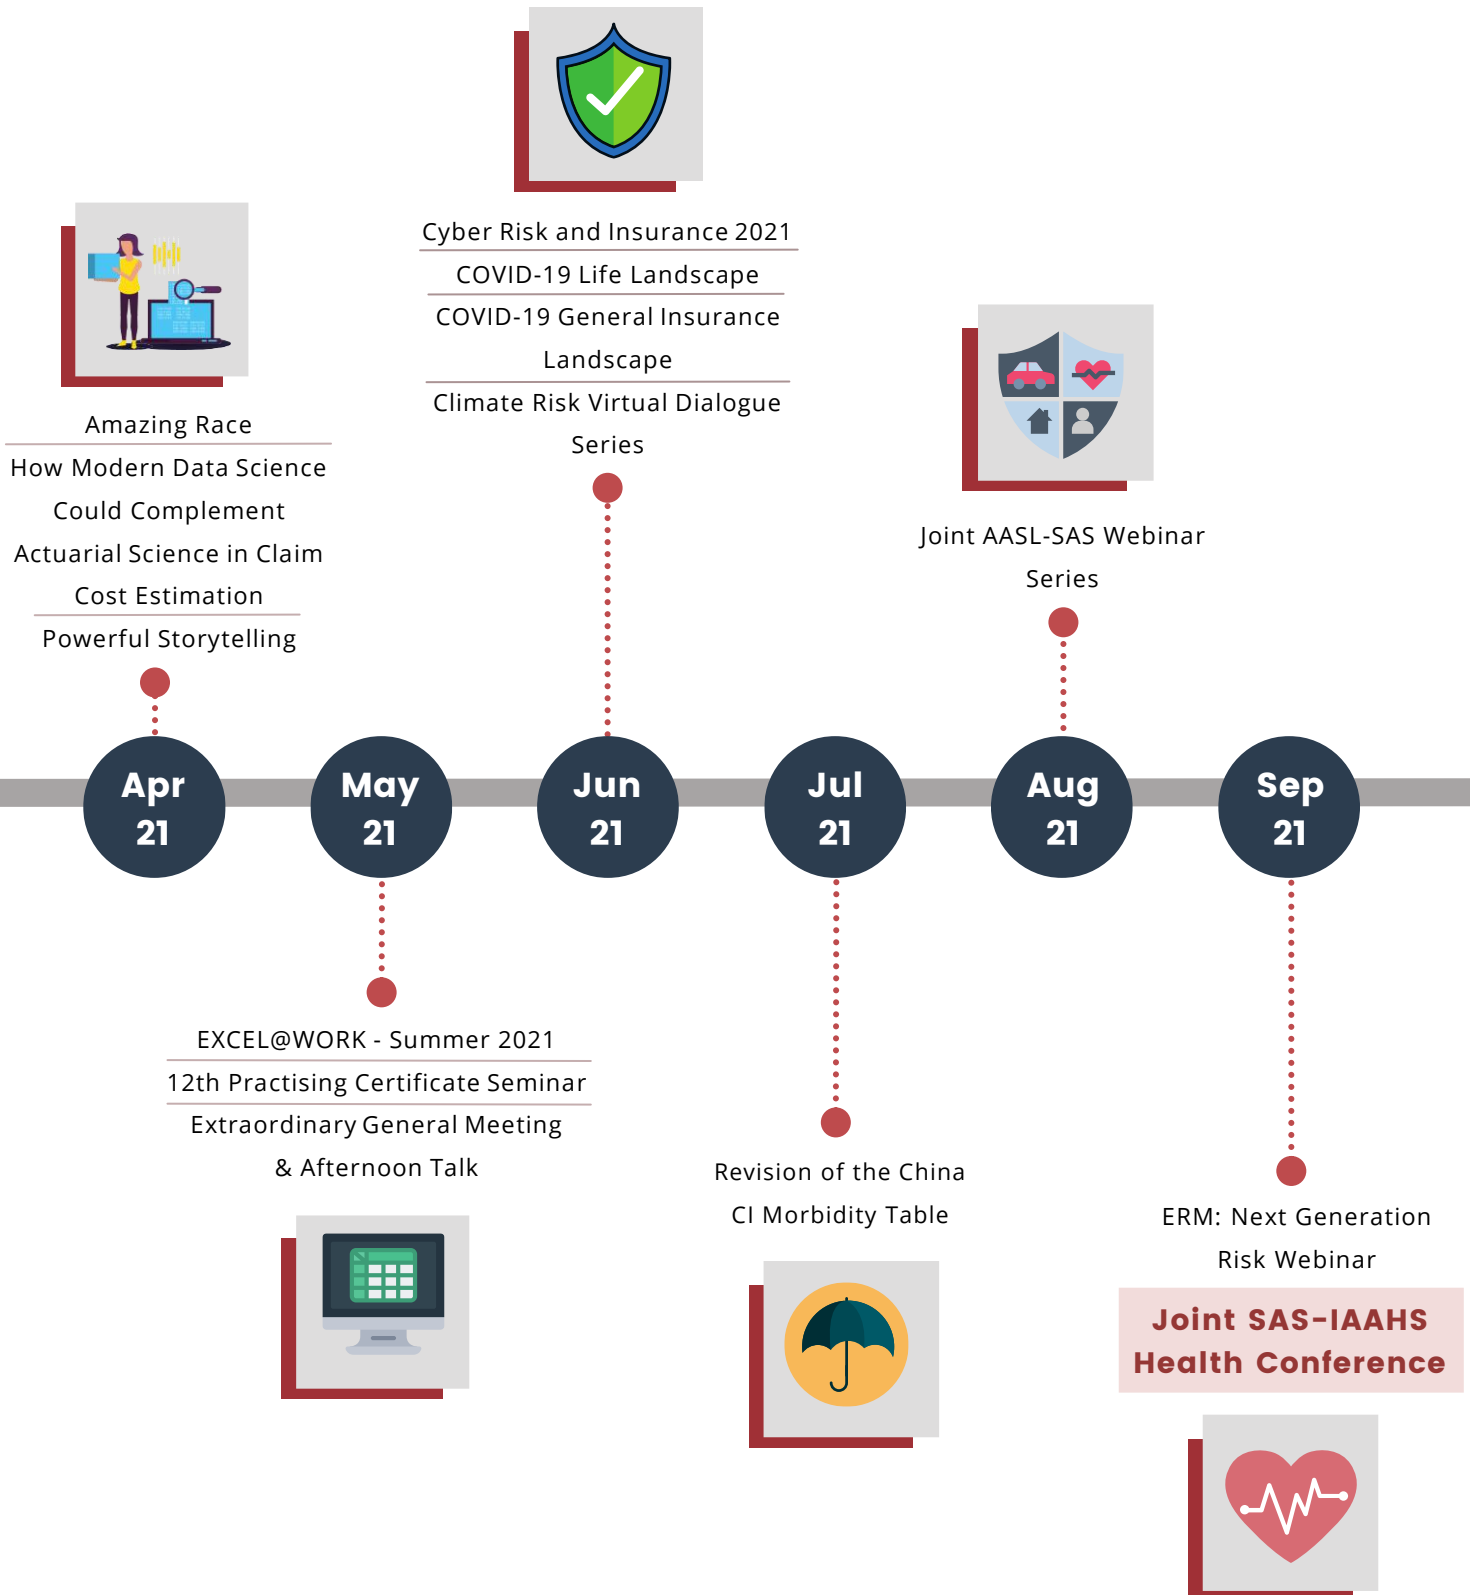 Cyber Risk and Insurance 2021
COVID-19 Life Landscape
COVID-19 General Insurance
Landscape
Climate Risk Virtual Dialogue
Series
Amazing Race
How Modern Data Science
Could Complement
Actuarial Science in Claim
Cost Estimation
Powerful Storytelling
Joint AASL-SAS Webinar
Series
Apr
21
May
21
Jun
21
Jul
21
Aug
21
Sep
21
EXCEL@WORK - Summer 2021
12th Practising Certificate Seminar
Extraordinary General Meeting
& Afternoon Talk
Revision of the China
CI Morbidity Table
ERM: Next Generation
Risk Webinar
Joint SAS-IAAHS
Health Conference